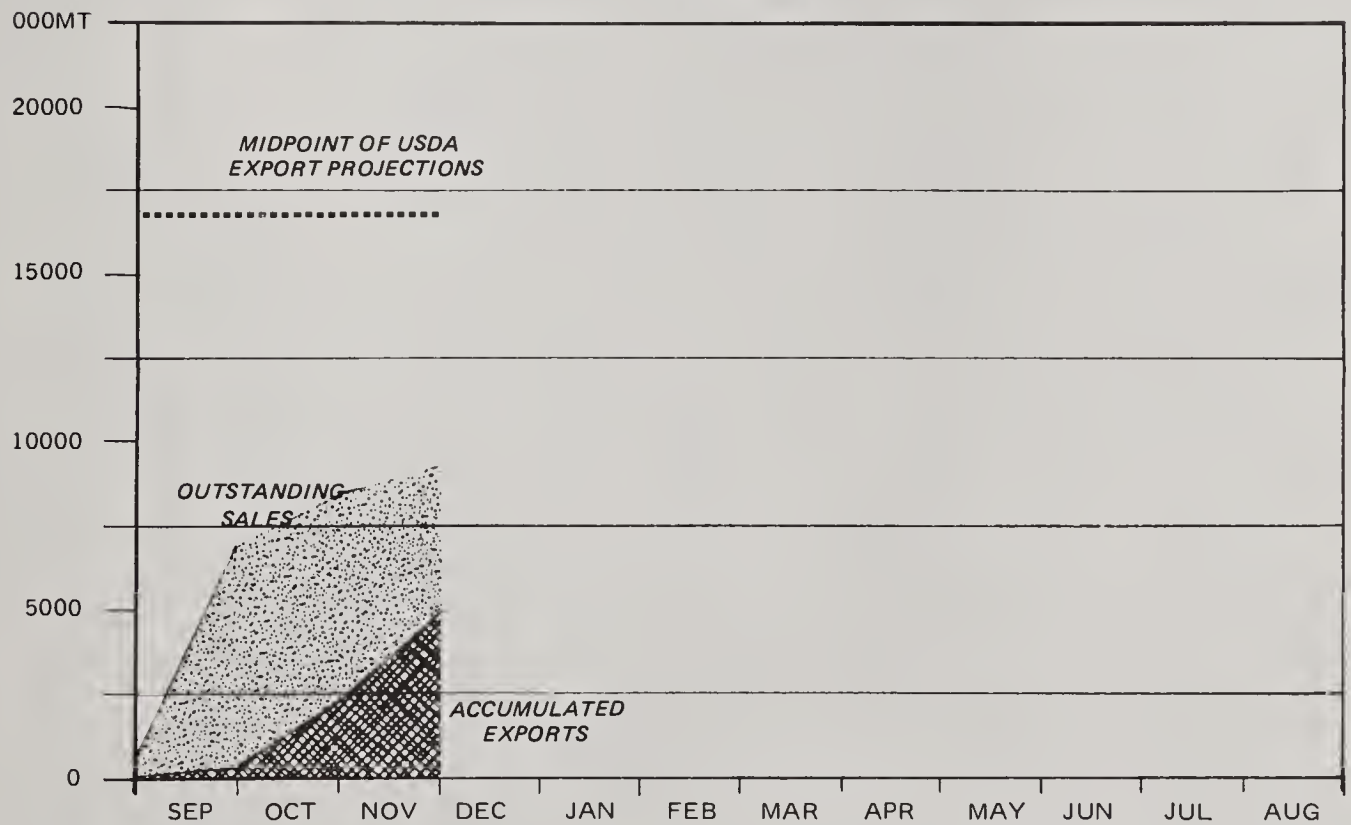 000MT
20000
MIDPOINT OF USDA
EXPORT PROJECTIONS
15000
10000
OUTSTANDING
SALES
5000
ACCUMULATED
EXPORTS
0
SEP OCT NOV DEC JAN FEB MAR APR MAY JUN JUL AUG